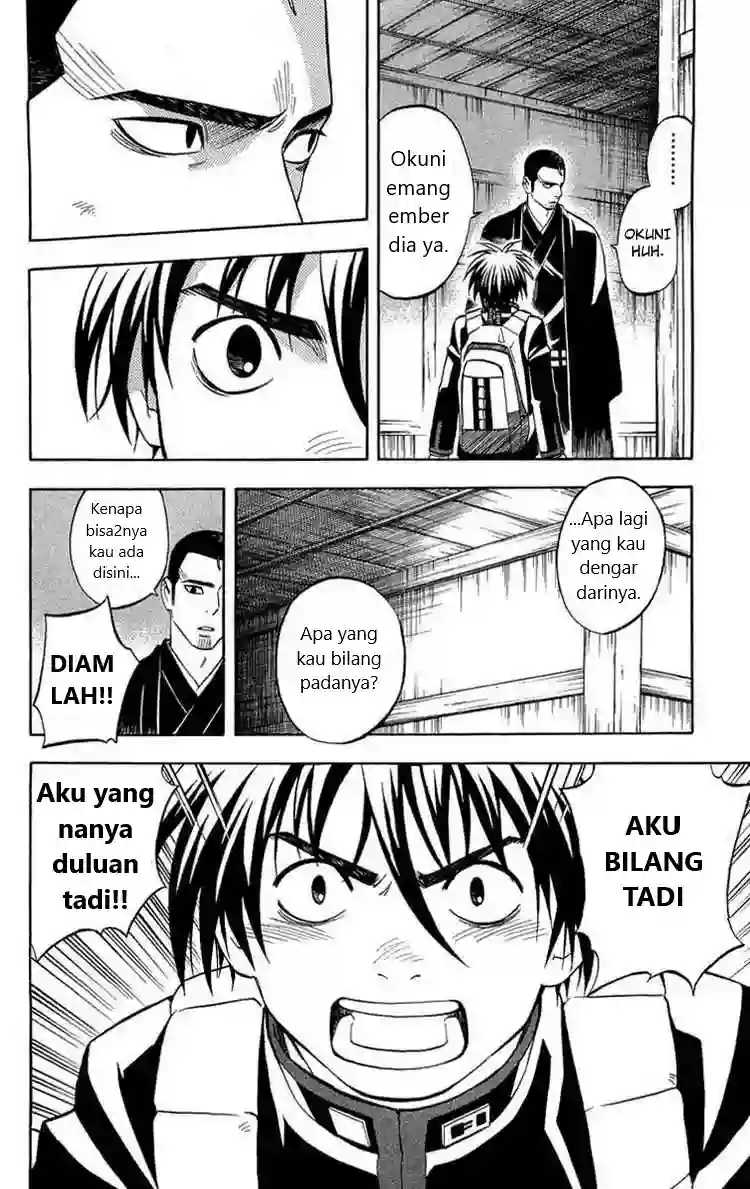 ........
OKUNI
HUH.
Okuni
emang
ember
dia ya.
...Apa lagi
yang kau
dengar
darinya.
Apa yang
kau bilang
padanya?
Kenapa
bisa2nya
kau ada
disini...
DIAM
LAH!!
AKU
BILANG
TADI
Aku yang
nanya
duluan
tadi!!